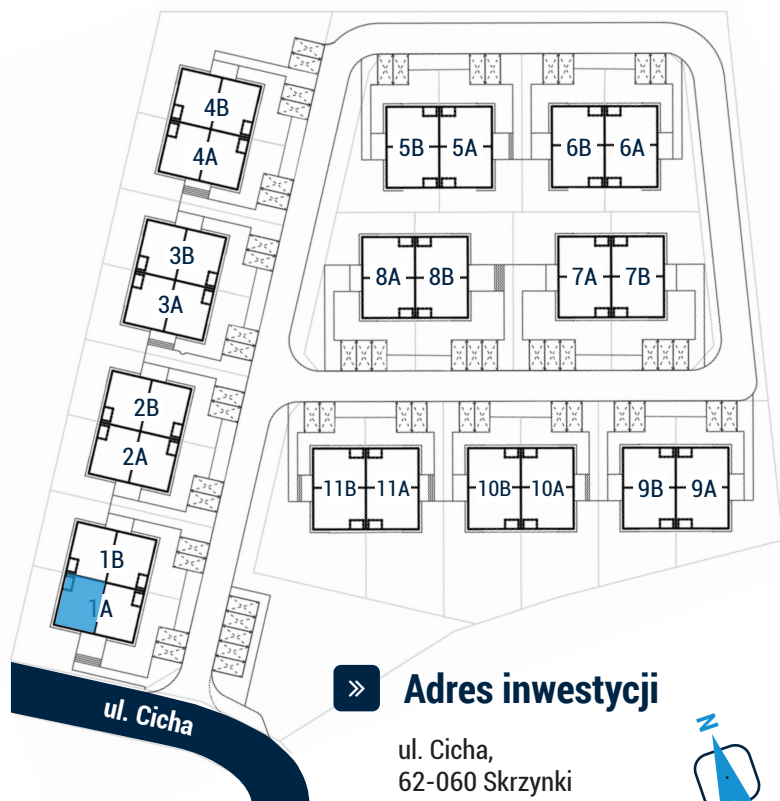 4B
4A
5B 5A
6B 6A
3B
3A
8A 8B
7A 7B
2B
2A
11B 11A
10B 10A
9B 9A
1B
1A
ul. Cicha
» Adres inwestycji
ul. Cicha,
62-060 Skrzynki
N